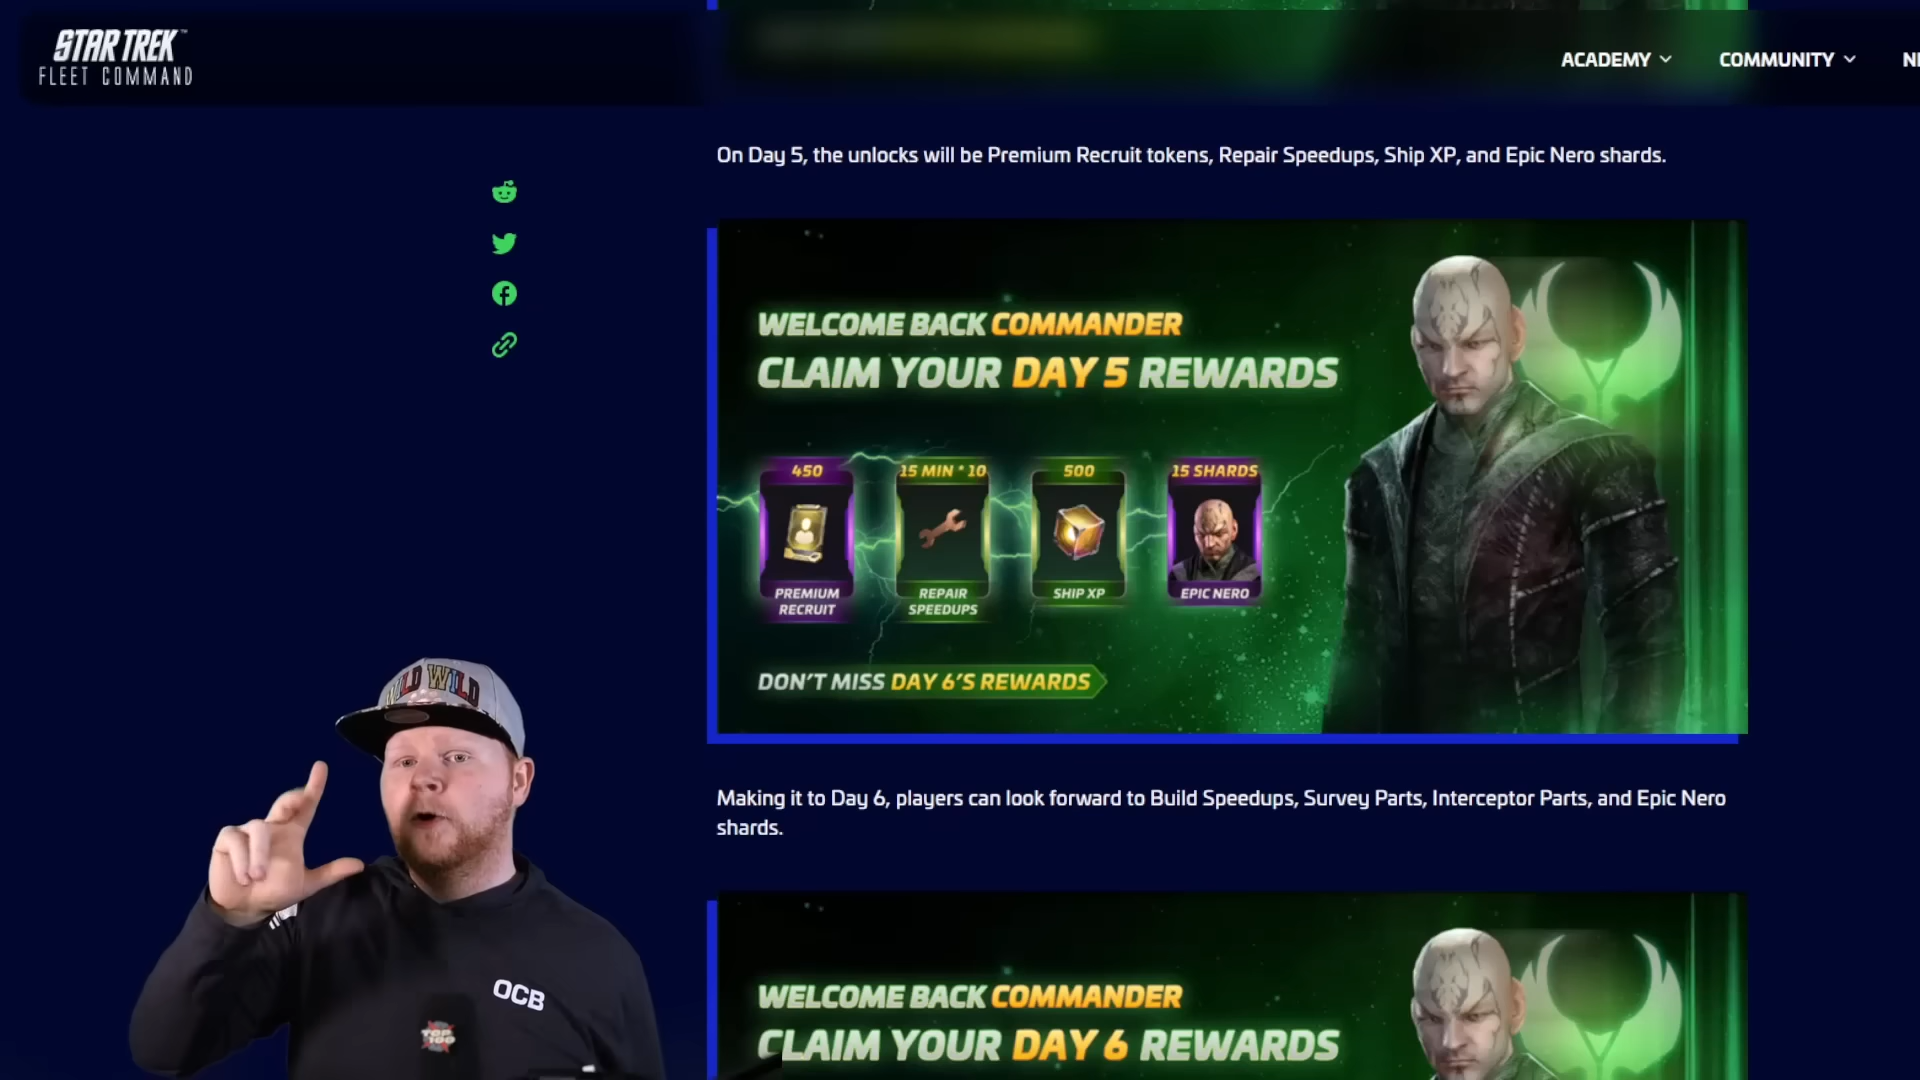 STAR TREK™
FLEET COMMAND
ACADEMY
COMMUNITY
On Day 5, the unlocks will be Premium Recruit tokens, Repair Speedups, Ship XP, and Epic Nero shards.
WELCOME BACK COMMANDER
CLAIM YOUR DAY 5 REWARDS
450
15 MIN * 10
500
15 SHARDS
PREMIUM
RECRUIT
REPAIR
SPEEDUPS
SHIP XP
EPIC NERO
DON'T MISS DAY 6'S REWARDS
Making it to Day 6, players can look forward to Build Speedups, Survey Parts, Interceptor Parts, and Epic Nero
shards.
WILD
OCB
TOP
100
WELCOME BACK COMMANDER
CLAIM YOUR DAY 6 REWARDS